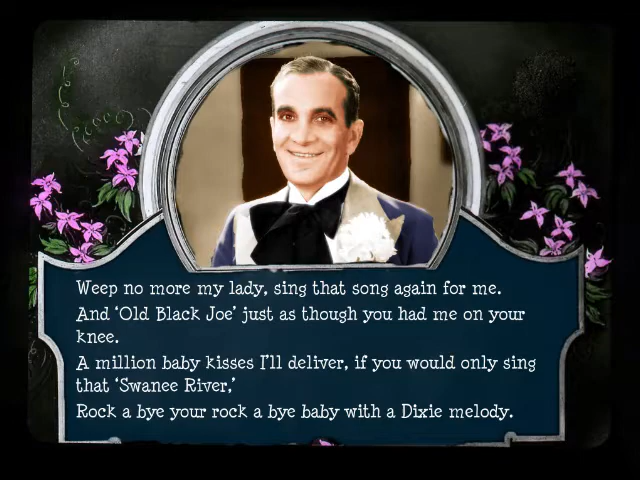 Weep no more my lady, sing that song again for me.
And ‘Old Black Joe’ just as though you had me on your
knee.
A million baby kisses I’ll deliver, if you would only sing
that ‘Swanee River,’
Rock a bye your rock a bye baby with a Dixie melody.